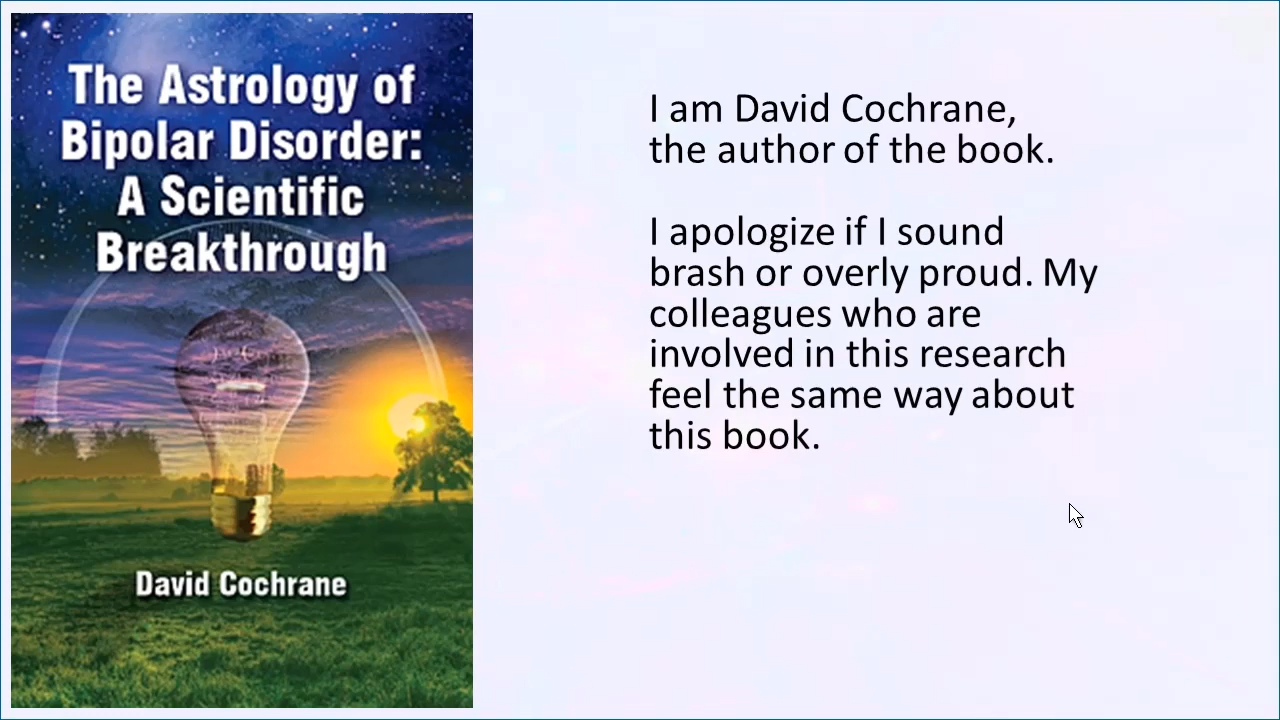 The Astrology of
Bipolar Disorder:
A Scientific
Breakthrough
David Cochrane
I am David Cochrane,
the author of the book.
I apologize if I sound
brash or overly proud. My
colleagues who are
involved in this research
feel the same way about
this book.